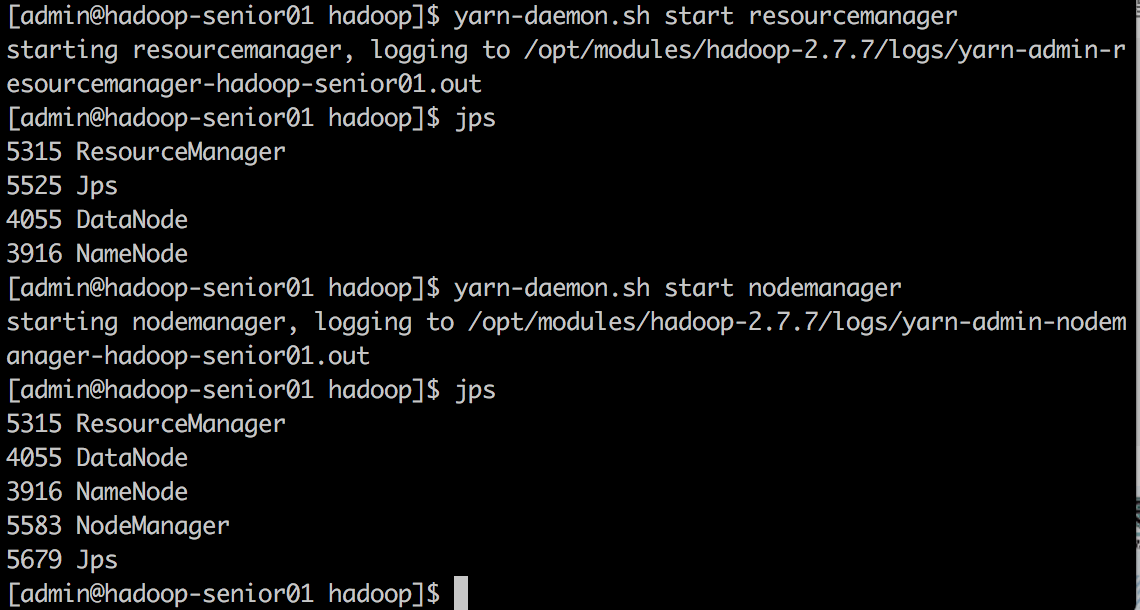 [admin@hadoop-senior01 hadoop]$ yarn-daemon.sh start resourcemanager
starting resourcemanager, logging to /opt/modules/hadoop-2.7.7/logs/yarn-admin-r
esourcemanager-hadoop-senior01.out
[admin@hadoop-senior01 hadoop]$ jps
5315 ResourceManager
5525 Jps
4055 DataNode
3916 NameNode
[admin@hadoop-senior01 hadoop]$ yarn-daemon.sh start nodemanager
starting nodemanager, logging to /opt/modules/hadoop-2.7.7/logs/yarn-admin-nodem
anager-hadoop-senior01.out
[admin@hadoop-senior01 hadoop]$ jps
5315 ResourceManager
4055 DataNode
3916 NameNode
5583 NodeManager
5679 Jps
[admin@hadoop-senior01 hadoop]$